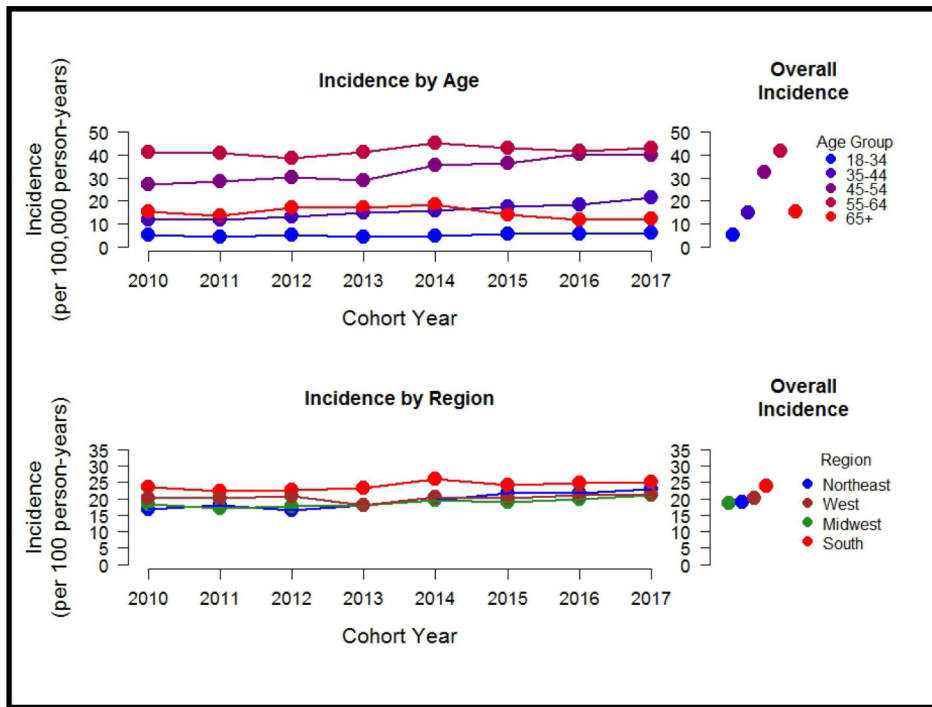 Incidence by Age
Overall
Incidence
Incidence
(per 100,000 person-years)
50
40
30
20
10
0
2010 2011 2012 2013 2014 2015 2016 2017
Cohort Year
50
40
30
20
10
0
Age Group
18-34
35-44
45-54
55-64
65+
Incidence by Region
Overall
Incidence
Incidence
(per 100 person-years)
35
30
25
20
15
10
5
0
2010 2011 2012 2013 2014 2015 2016 2017
Cohort Year
35
30
25
20
15
10
5
0
Region
Northeast
West
Midwest
South